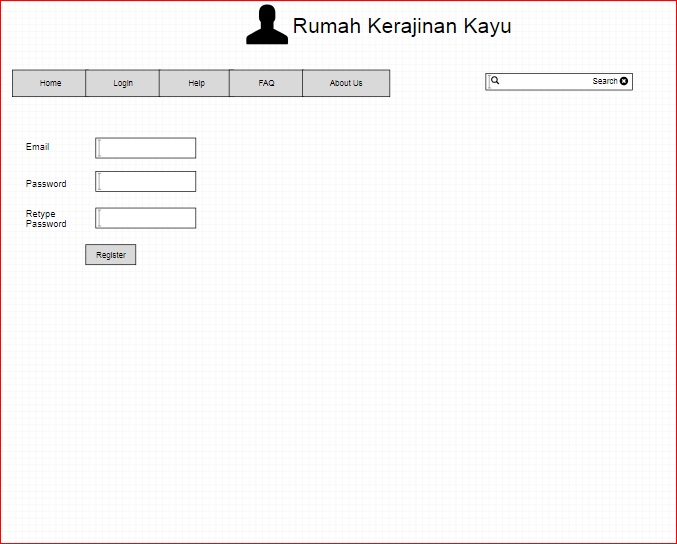 Rumah Kerajinan Kayu
Home Login Help FAQ About Us Search
Email
Password
Retype
Password
Register